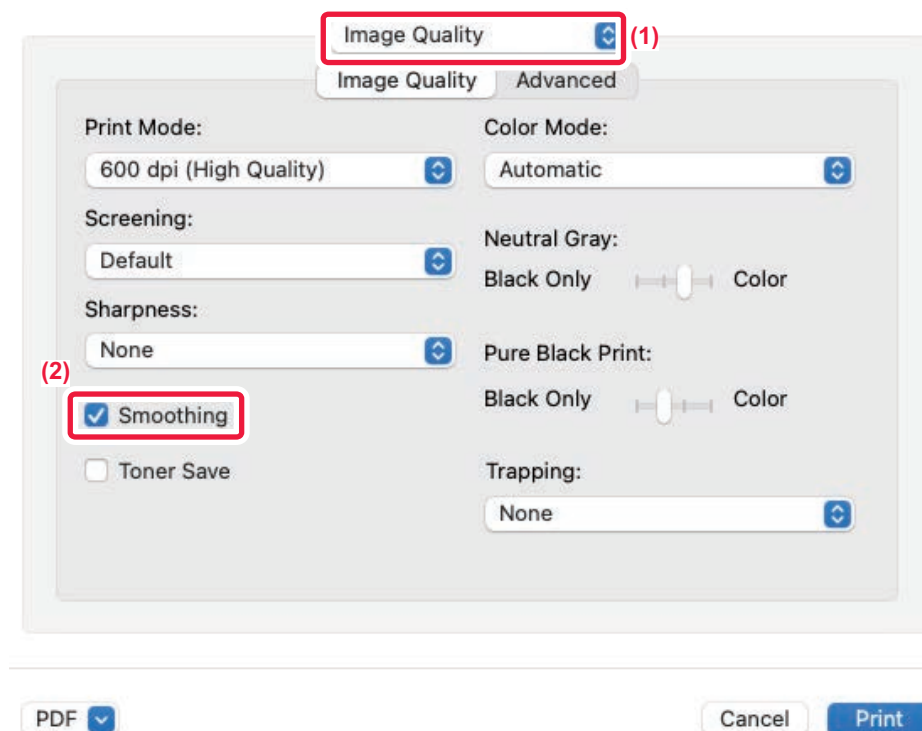 Image Quality
(1)
Image Quality
Advanced
Print Mode:
600 dpi (High Quality)
Screening:
Default
Sharpness:
None
(2)
Smoothing
Toner Save
Color Mode:
Automatic
Neutral Gray:
Black Only
Color
Pure Black Print:
Black Only
Color
Trapping:
None
PDF
Cancel
Print